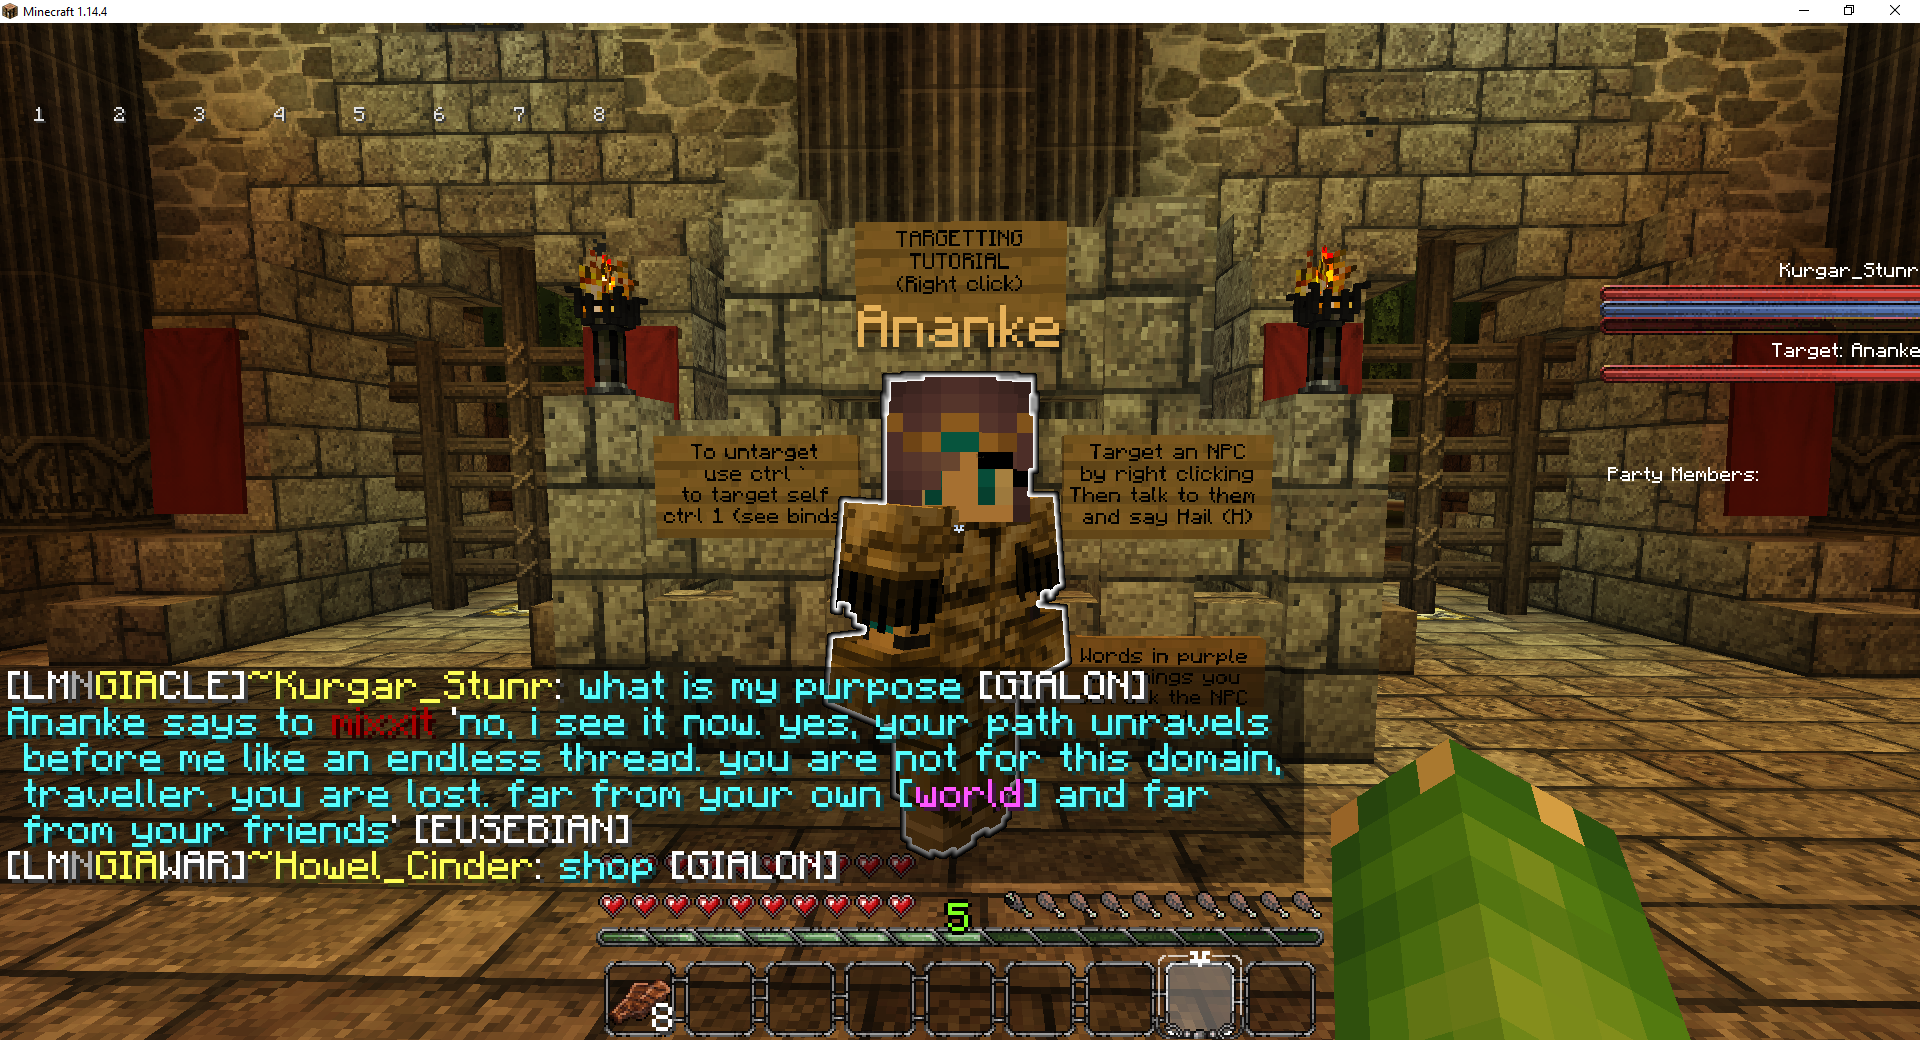 Minecraft 1.14.4
1 2 3 4 5 6 7 8
TARGETTING
TUTORIAL
(Right click)
Ananke
Kurgar_Stunr
Target: Ananke
Party Members:
To untarget
use ctrl `
to target self
ctrl 1 (see binds
Target an NPC
by right clicking
Then talk to them
and say Hail (H)
Words in purple
things you
the NPC
[LMNGIACLE]~Kurgar_Stunr: what is my purpose [GIALON]
Ananke says to mixxit 'no, i see it now. yes, your path unravels
before me like an endless thread. you are not for this domain,
traveller. you are lost. far from your own [world] and far
from your friends' [EUSEBIAN]
[LMNGIAWAR]~Howel_Cinder: shop [GIALON]
5
8